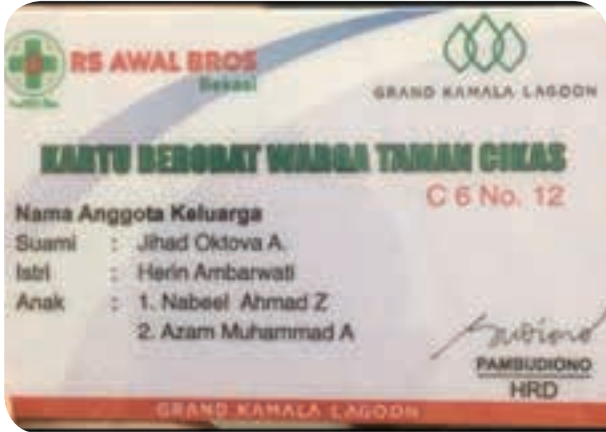 RS AWAL BROS
Bekasi
GRAND KAMALA LAGOON
KARTU BEROBAT WARGA TAMAN CIKAS
C 6 No. 12
Nama Anggota Keluarga
Suami : Jihad Oktova A.
Istri : Herin Ambarwati
Anak : 1. Nabeel Ahmad Z
2. Azam Muhammad A
PAMBUDIONO
HRD
GRAND KAMALA LAGOON